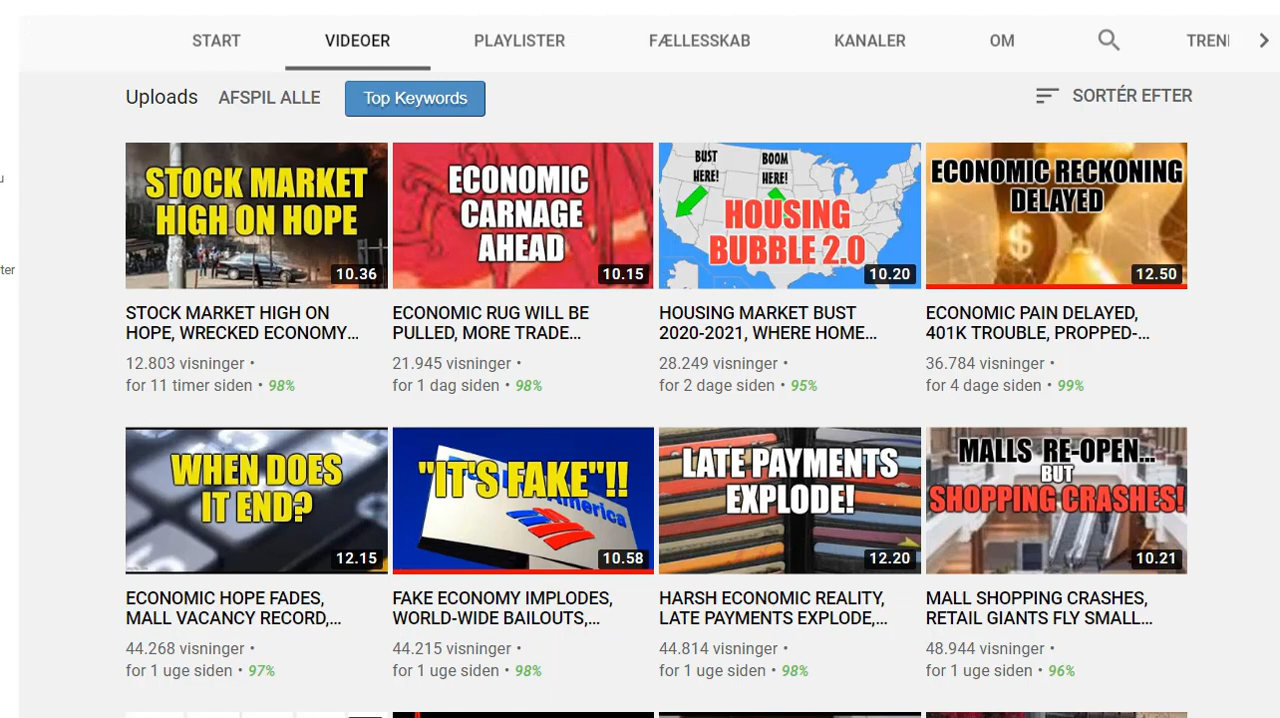 START VIDEOER PLAYLISTER FÆLLESSKAB KANALER OM
Uploads AFSPIL ALLE Top Keywords SORTÉR EFTER
STOCK MARKET
HIGH ON HOPE
10.36
ECONOMIC
CARNAGE
AHEAD
10.15
BUST
HERE!
BOOM
HERE!
HOUSING
BUBBLE 2.0
10.20
ECONOMIC RECKONING
DELAYED
12.50
STOCK MARKET HIGH ON
HOPE, WRECKED ECONOMY...
12.803 visninger •
for 11 timer siden • 98%
ECONOMIC RUG WILL BE
PULLED, MORE TRADE...
21.945 visninger •
for 1 dag siden • 98%
HOUSING MARKET BUST
2020-2021, WHERE HOME...
28.249 visninger •
for 2 dage siden • 95%
ECONOMIC PAIN DELAYED,
401K TROUBLE, PROPPED-...
36.784 visninger •
for 4 dage siden • 99%
WHEN DOES
IT END?
12.15
"IT'S FAKE"!!
America
10.58
LATE PAYMENTS
EXPLODE!
12.20
MALLS RE-OPEN...
BUT
SHOPPING CRASHES!
10.21
ECONOMIC HOPE FADES,
MALL VACANCY RECORD,...
44.268 visninger •
for 1 uge siden • 97%
FAKE ECONOMY IMPLODES,
WORLD-WIDE BAILOUTS,...
44.215 visninger •
for 1 uge siden • 98%
HARSH ECONOMIC REALITY,
LATE PAYMENTS EXPLODE,...
44.814 visninger •
for 1 uge siden • 98%
MALL SHOPPING CRASHES,
RETAIL GIANTS FLY SMALL...
48.944 visninger •
for 1 uge siden • 96%